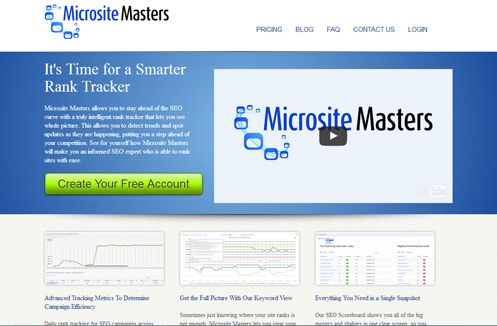 Microsite Masters
PRICING BLOG FAQ CONTACT US LOGIN
It's Time for a Smarter
Rank Tracker
Microsite Masters allows you to stay ahead of the SEO
curve with a truly intelligent rank tracker that lets you see
whole picture. This allows you to detect trends and spot
updates as they are happening, putting you a step ahead of
your competition. See for yourself how Microsite Masters
will make you an informed SEO expert who is able to rank
sites with ease.
Create Your Free Account
Microsite Masters
YouTube
Advanced Tracking Metrics To Determine
Campaign Efficiency
Daily rank tracking for SEO campaigns across
Get the Full Picture With Our Keyword View
Sometimes just knowing where your site ranks is
not enough. Microsite Masters lets you view your
Everything You Need in a Single Snapshot
Our SEO Scoreboard shows you all of the big
movers and shakers in one clear screen, so you